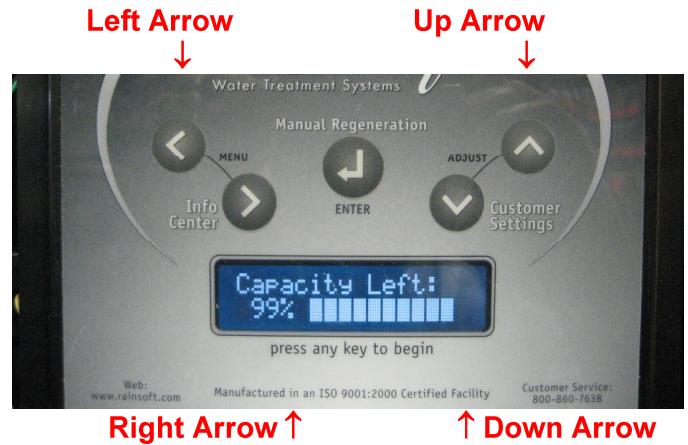 Left Arrow
Up Arrow
Water Treatment Systems
Manual Regeneration
MENU
ADJUST
Info
Center
ENTER
Customer
Settings
Capacity Left:
99%
press any key to begin
Web:
www.rainsoft.com
Manufactured in an ISO 9001:2000 Certified Facility
Customer Service:
800-860-7638
Right Arrow
Down Arrow